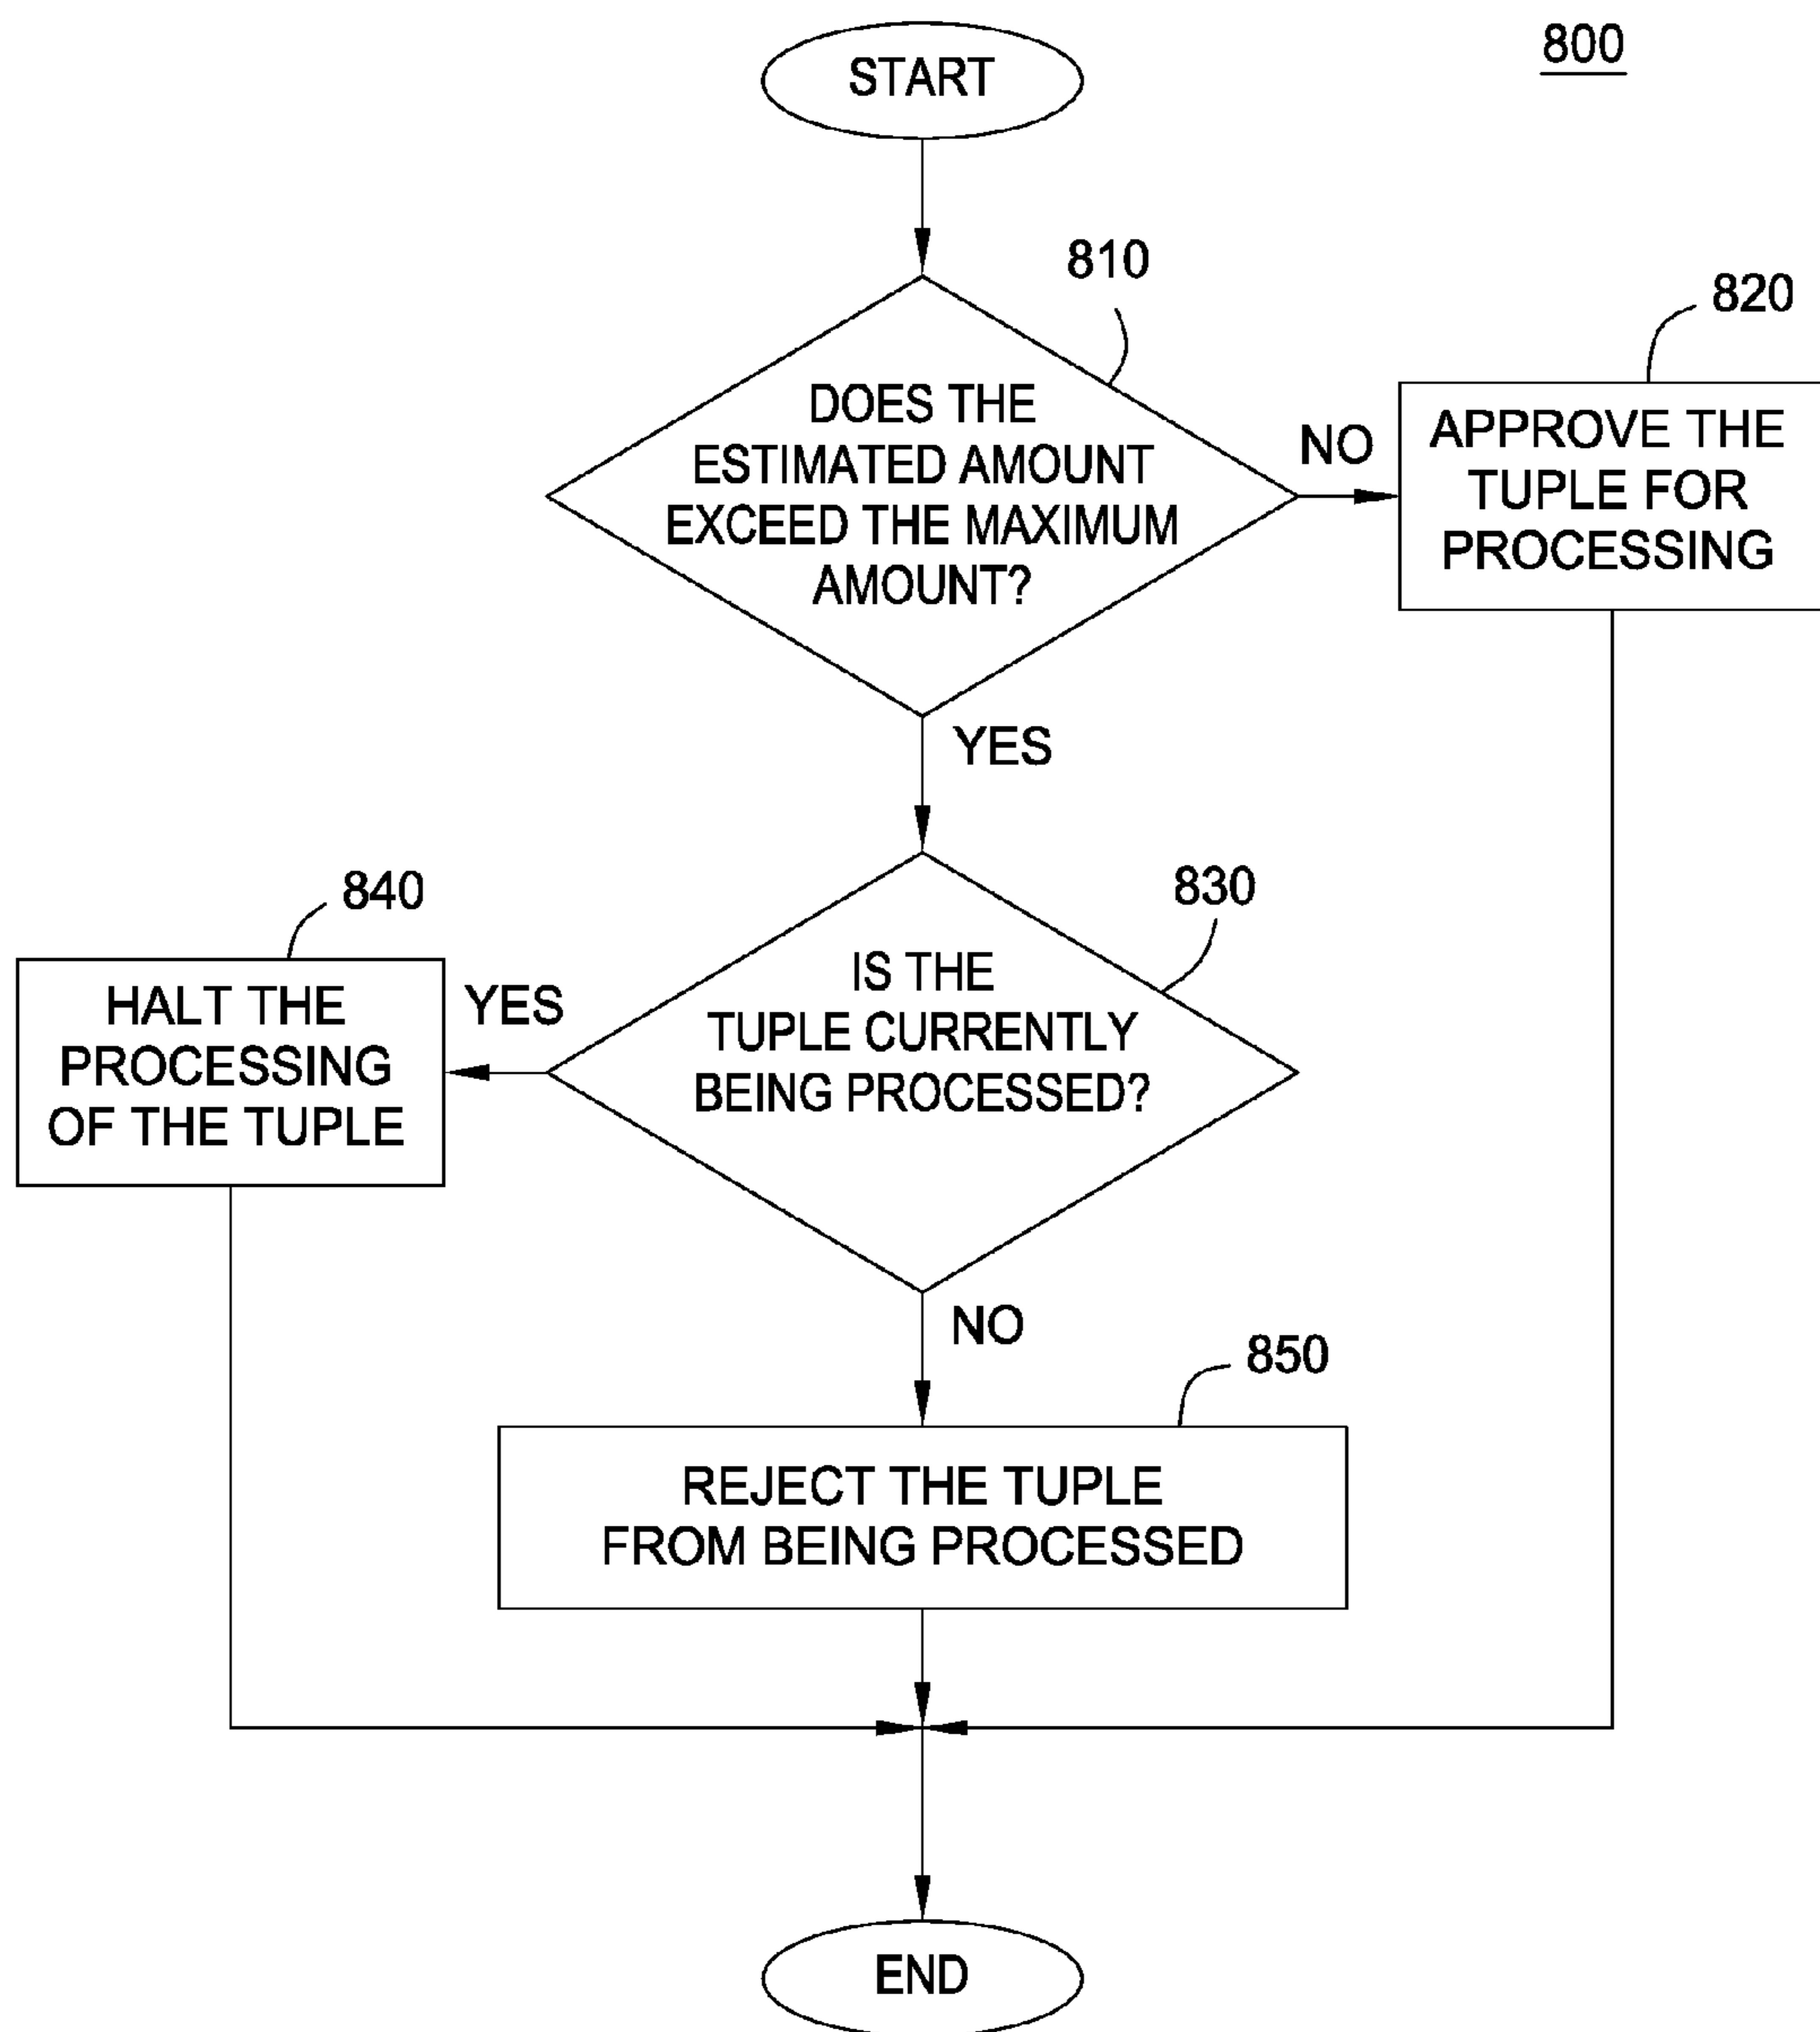 800
START
810
DOES THE
ESTIMATED AMOUNT
EXCEED THE MAXIMUM
AMOUNT?
NO
820
APPROVE THE
TUPLE FOR
PROCESSING
YES
830
IS THE
TUPLE CURRENTLY
BEING PROCESSED?
YES
840
HALT THE
PROCESSING
OF THE TUPLE
NO
850
REJECT THE TUPLE
FROM BEING PROCESSED
END